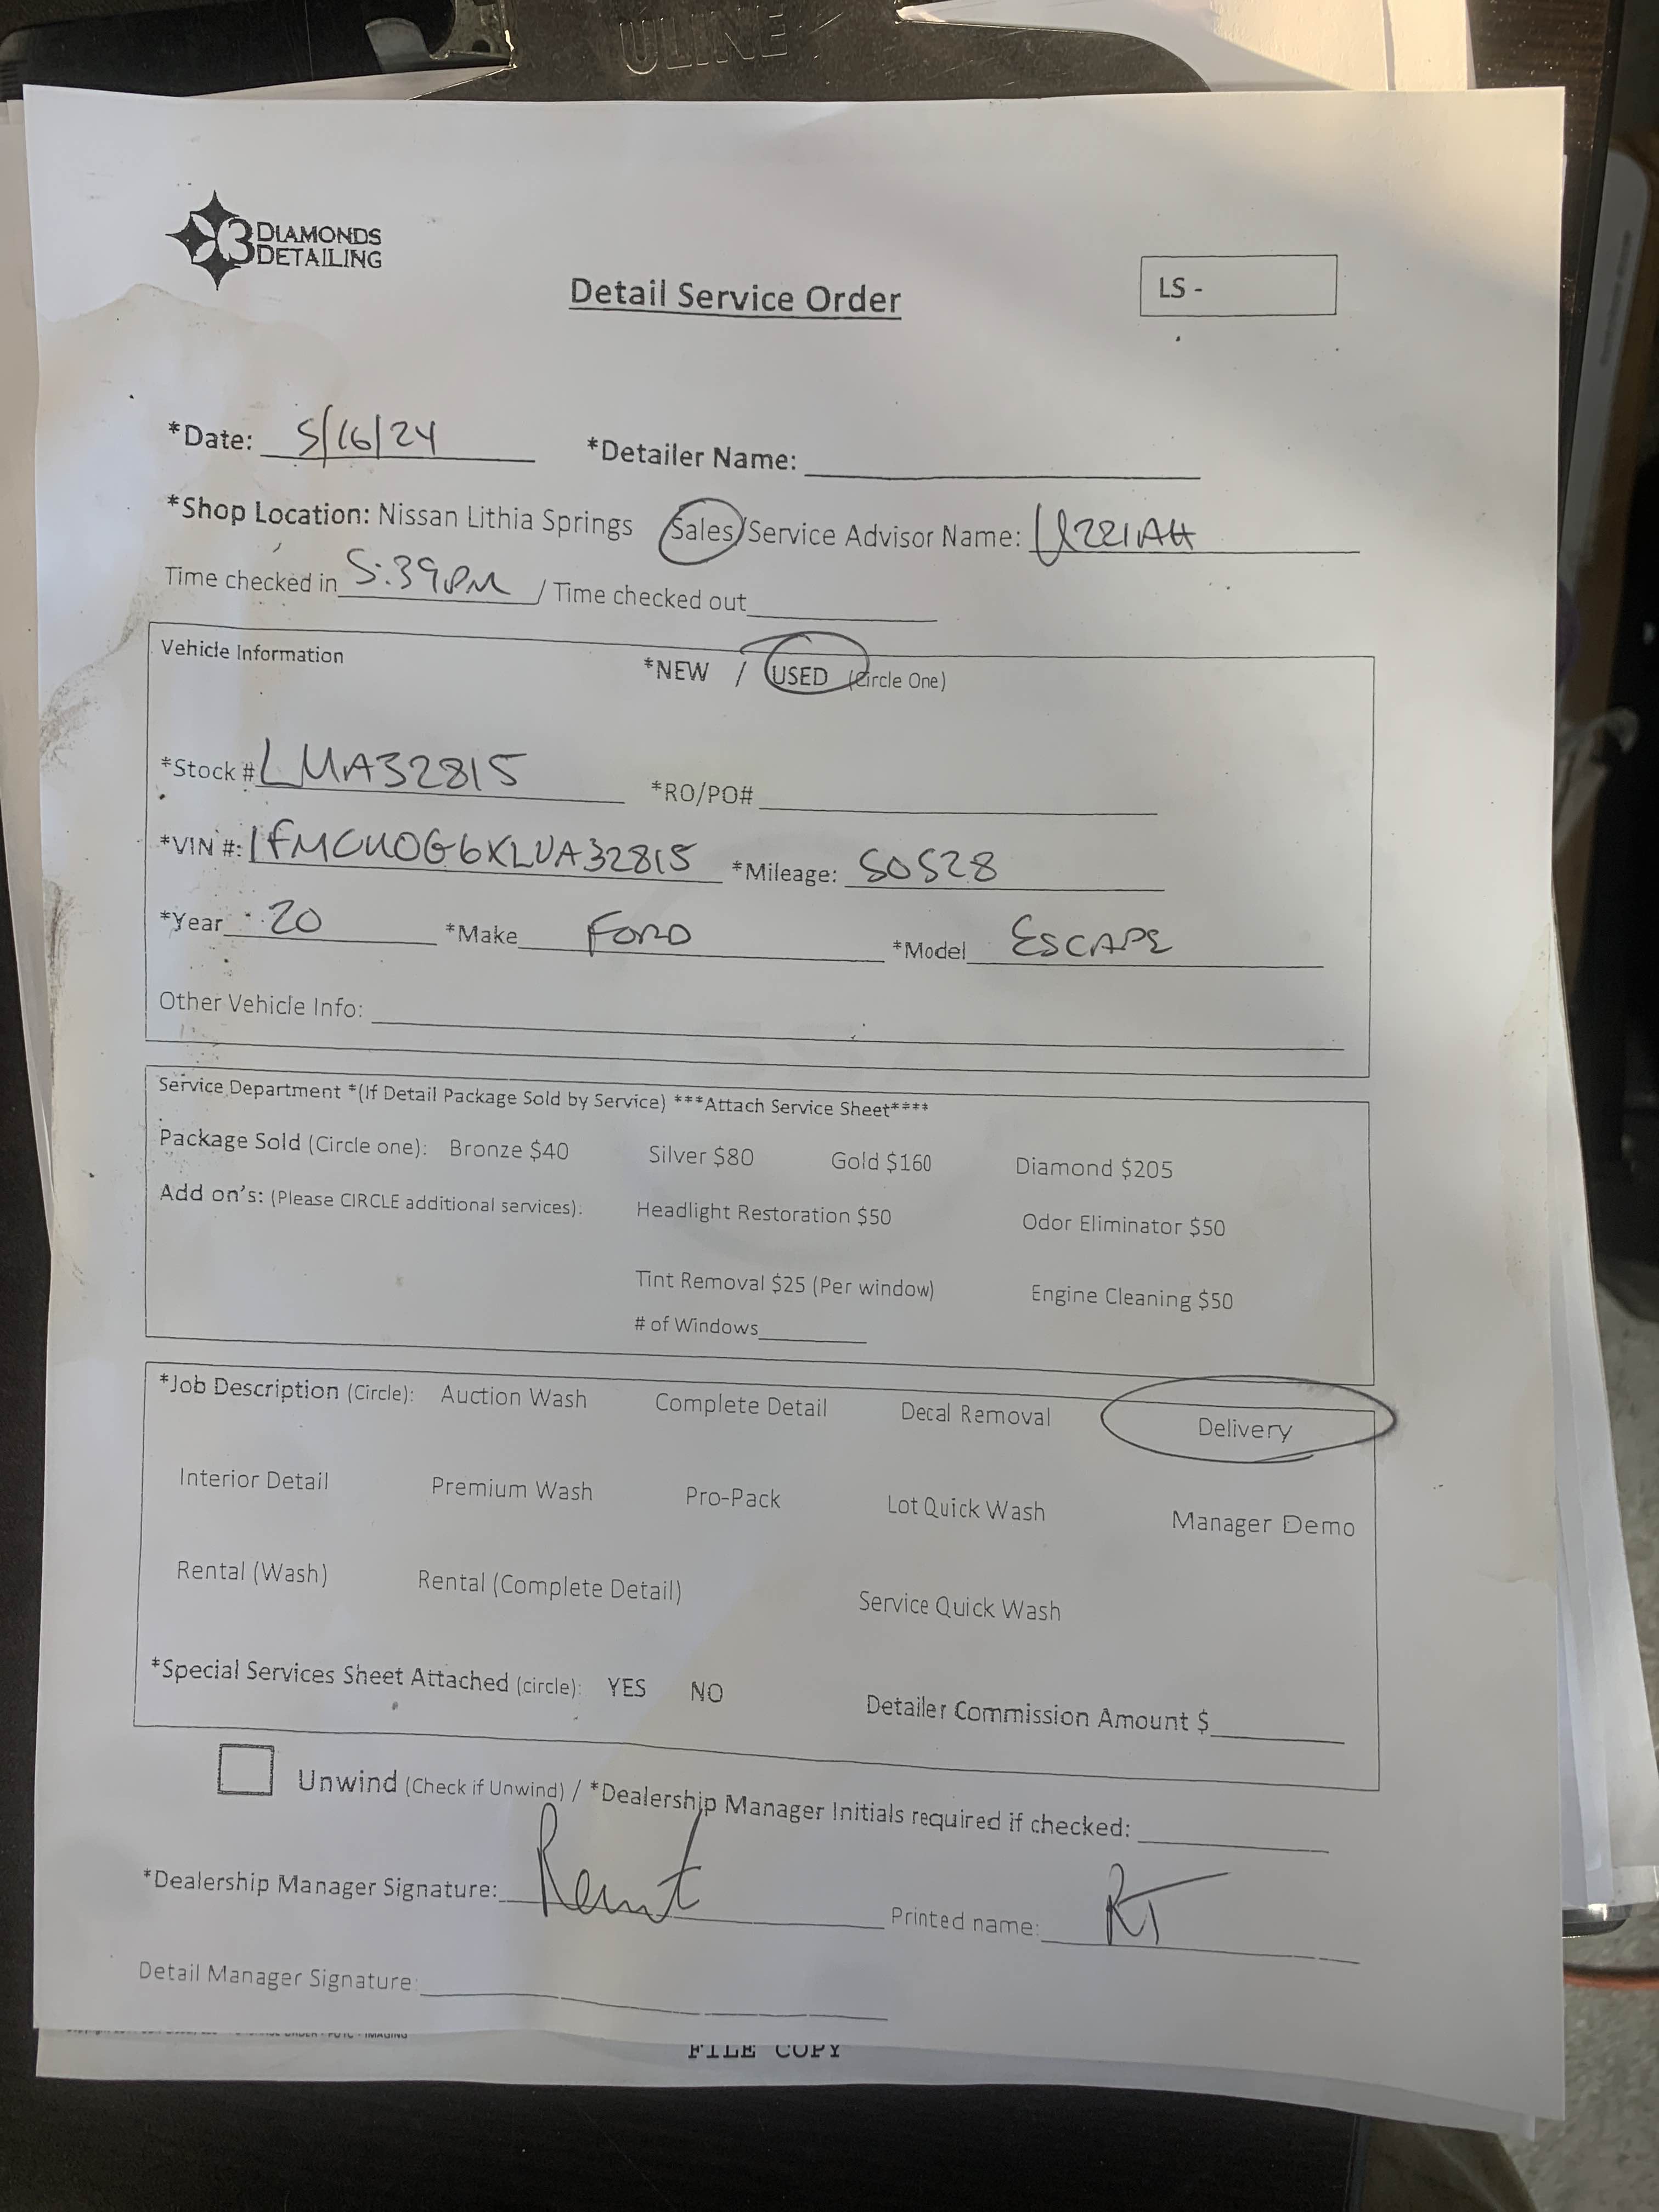 ULINE
3 DIAMONDS
DETAILING
Detail Service Order
LS -
*Date: 5/16/24 *Detailer Name:
*Shop Location: Nissan Lithia Springs Sales/Service Advisor Name: UZZIAH
Time checked in 5:39PM / Time checked out
Vehicle Information *NEW / USED (Circle One)
*Stock # LMA32815 *RO/PO#
*VIN #: 1FMCU0G6XLUA32815 *Mileage: 50528
*Year 20 *Make FORD *Model ESCAPE
Other Vehicle Info:
Service Department *(If Detail Package Sold by Service) ***Attach Service Sheet****
Package Sold (Circle one): Bronze $40 Silver $80 Gold $160 Diamond $205
Add on's: (Please CIRCLE additional services): Headlight Restoration $50 Odor Eliminator $50
Tint Removal $25 (Per window) Engine Cleaning $50
# of Windows
*Job Description (Circle): Auction Wash Complete Detail Decal Removal Delivery
Interior Detail Premium Wash Pro-Pack Lot Quick Wash Manager Demo
Rental (Wash) Rental (Complete Detail) Service Quick Wash
*Special Services Sheet Attached (circle): YES NO Detailer Commission Amount $
Unwind (Check if Unwind) / *Dealership Manager Initials required if checked:
*Dealership Manager Signature: Printed name: RT
Detail Manager Signature:
IMAGING
FILE COPY